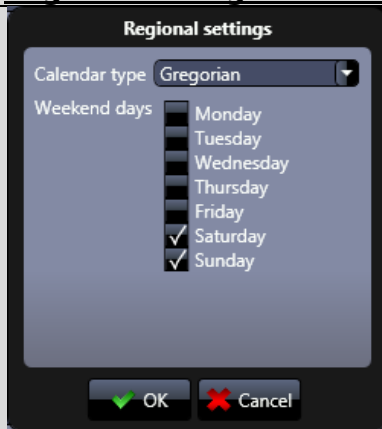 Regional settings
Calendar type Gregorian
Weekend days
Monday
Tuesday
Wednesday
Thursday
Friday
Saturday
Sunday
OK Cancel